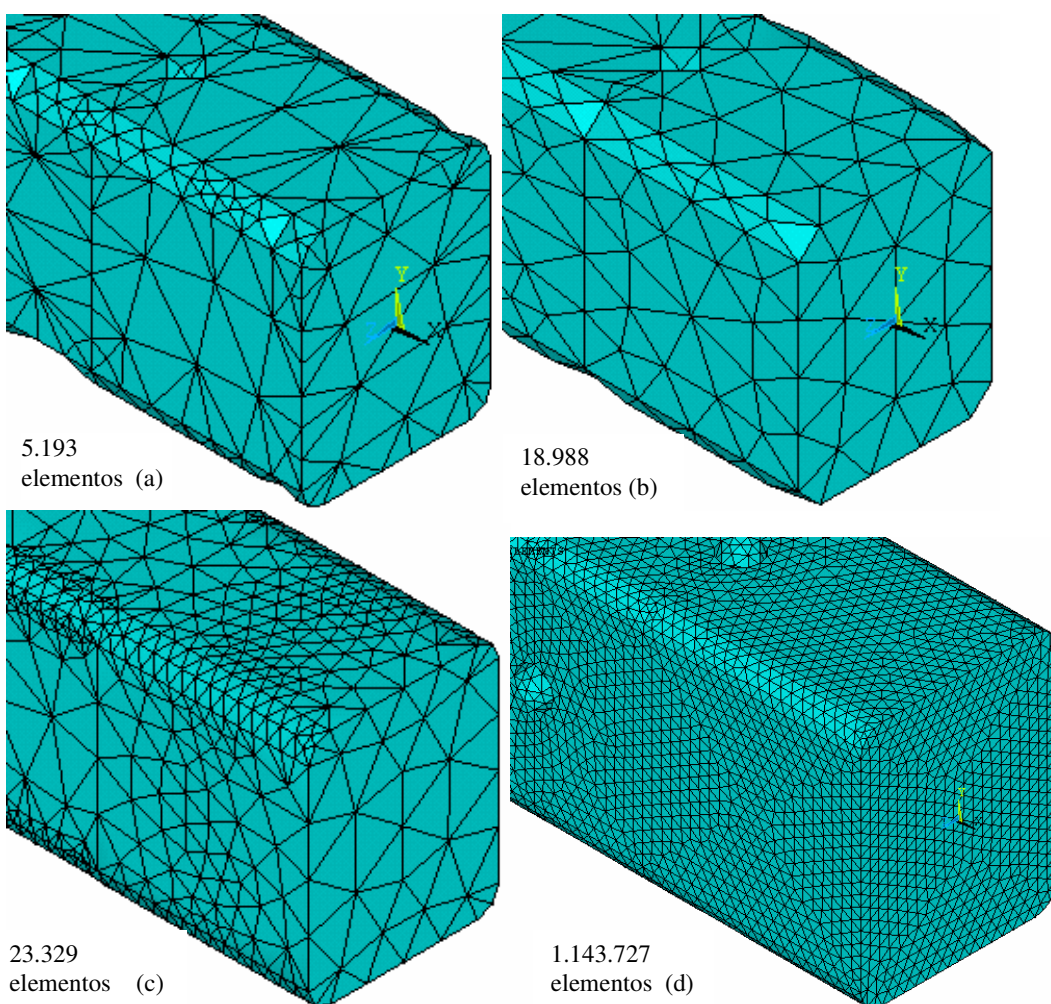 Y
X
5.193
elementos (a)
Y
X
18.988
elementos (b)
23.329
elementos (c)
1.143.727
elementos (d)